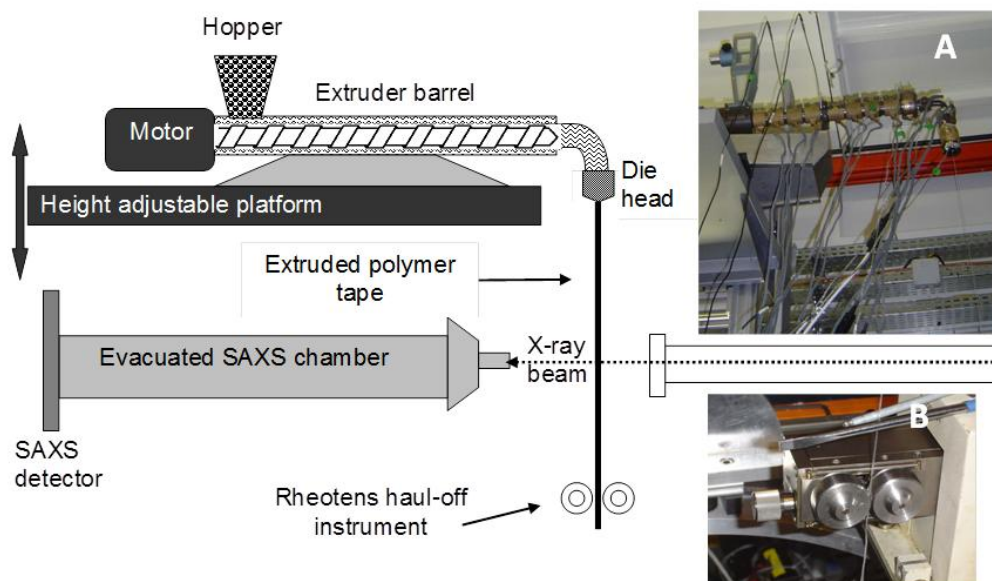 Hopper
A
Extruder barrel
Motor
Die
head
Height adjustable platform
Extruded polymer
tape
Evacuated SAXS chamber
X-ray
beam
B
SAXS
detector
Rheotens haul-off
instrument